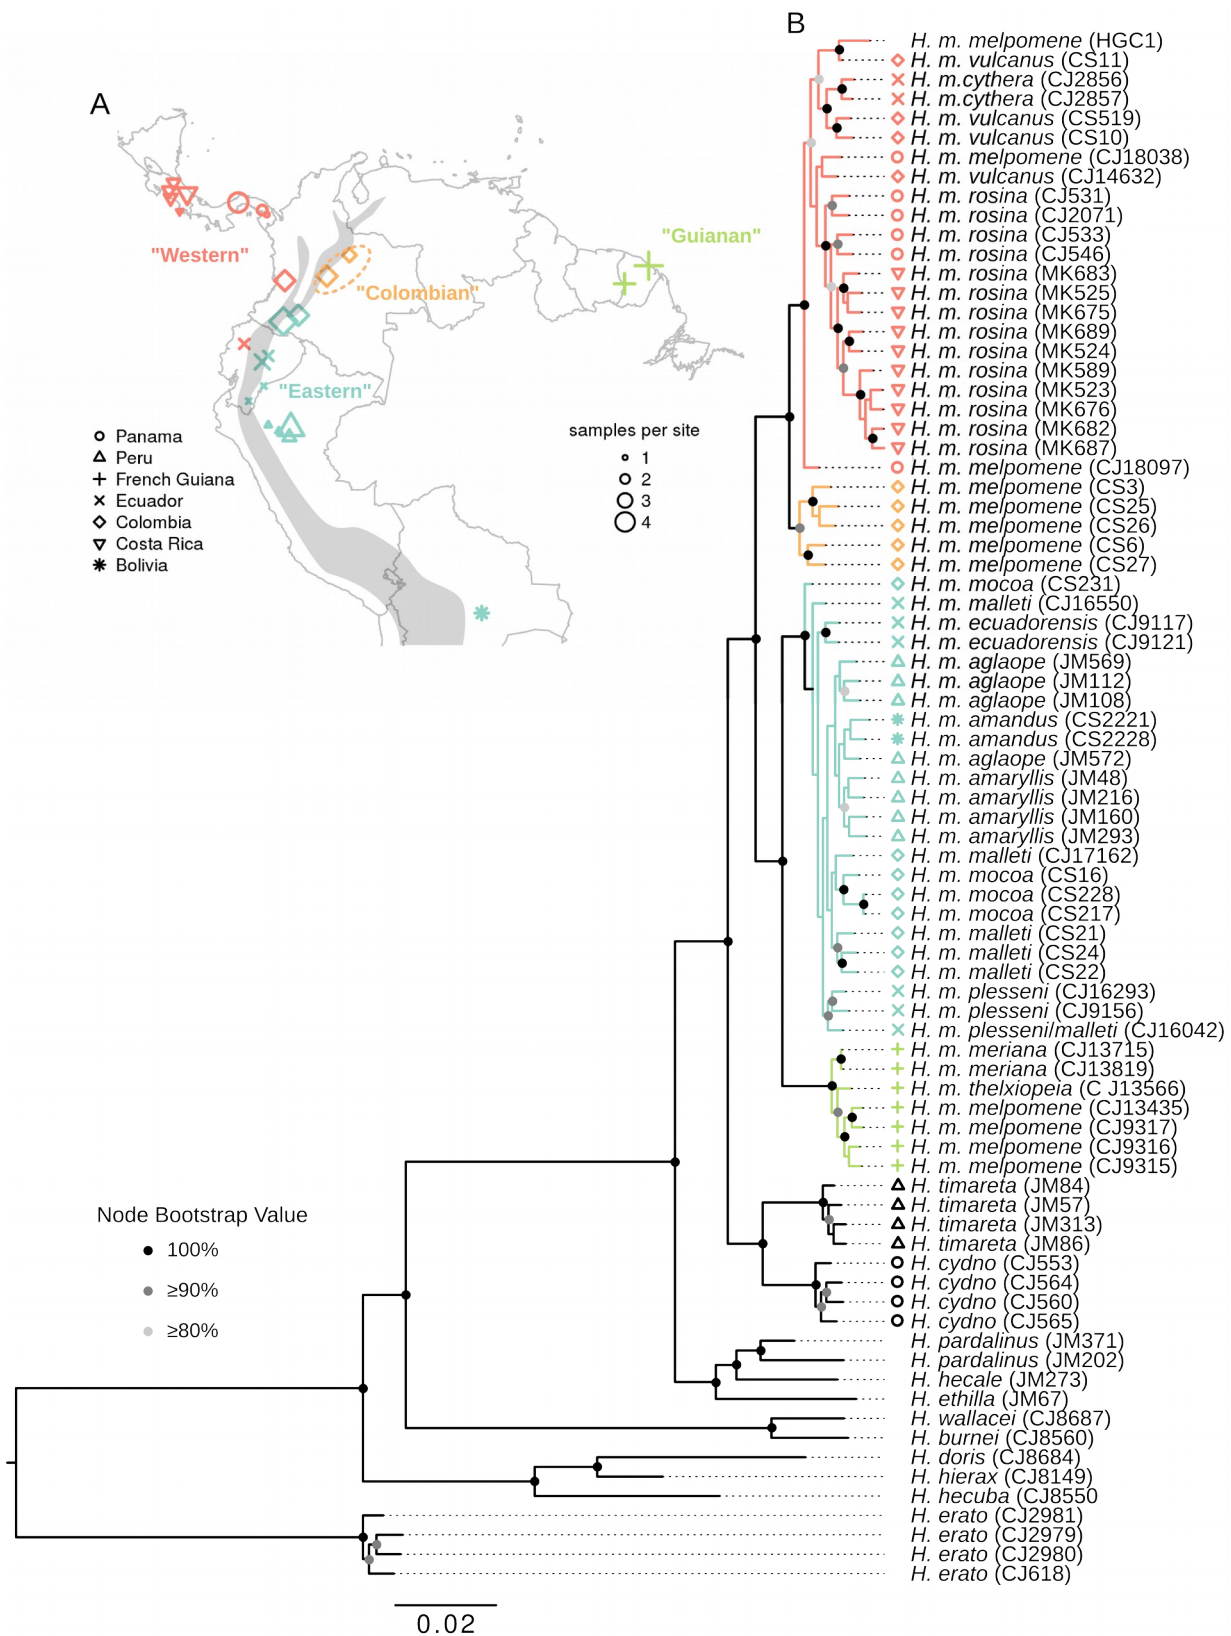 A
"Western"
"Guianan"
"Colombian"
"Eastern"
Panama
Peru
French Guiana
Ecuador
Colombia
Costa Rica
Bolivia
samples per site
1
2
3
4
B
H. m. melpomene (HGC1)
H. m. vulcanus (CS11)
H. m.cythera (CJ2856)
H. m.cythera (CJ2857)
H. m. vulcanus (CS519)
H. m. vulcanus (CS10)
H. m. melpomene (CJ18038)
H. m. vulcanus (CJ14632)
H. m. rosina (CJ531)
H. m. rosina (CJ2071)
H. m. rosina (CJ533)
H. m. rosina (CJ546)
H. m. rosina (MK683)
H. m. rosina (MK525)
H. m. rosina (MK675)
H. m. rosina (MK689)
H. m. rosina (MK524)
H. m. rosina (MK589)
H. m. rosina (MK523)
H. m. rosina (MK676)
H. m. rosina (MK682)
H. m. rosina (MK687)
H. m. melpomene (CJ18097)
H. m. melpomene (CS3)
H. m. melpomene (CS25)
H. m. melpomene (CS26)
H. m. melpomene (CS6)
H. m. melpomene (CS27)
H. m. mocoa (CS231)
H. m. malleti (CJ16550)
H. m. ecuadorensis (CJ9117)
H. m. ecuadorensis (CJ9121)
H. m. aglaope (JM569)
H. m. aglaope (JM112)
H. m. aglaope (JM108)
H. m. amandus (CS2221)
H. m. amandus (CS2228)
H. m. aglaope (JM572)
H. m. amaryllis (JM48)
H. m. amaryllis (JM216)
H. m. amaryllis (JM160)
H. m. amaryllis (JM293)
H. m. malleti (CJ17162)
H. m. mocoa (CS16)
H. m. mocoa (CS228)
H. m. mocoa (CS217)
H. m. malleti (CS21)
H. m. malleti (CS24)
H. m. malleti (CS22)
H. m. plesseni (CJ16293)
H. m. plesseni (CJ9156)
H. m. plesseni/malleti (CJ16042)
H. m. meriana (CJ13715)
H. m. meriana (CJ13819)
H. m. thelxiopeia (C J13566)
H. m. melpomene (CJ13435)
H. m. melpomene (CJ9317)
H. m. melpomene (CJ9316)
H. m. melpomene (CJ9315)
H. timareta (JM84)
H. timareta (JM57)
H. timareta (JM313)
H. timareta (JM86)
H. cydno (CJ553)
H. cydno (CJ564)
H. cydno (CJ560)
H. cydno (CJ565)
H. pardalinus (JM371)
H. pardalinus (JM202)
H. hecale (JM273)
H. ethilla (JM67)
H. wallacei (CJ8687)
H. burnei (CJ8560)
H. doris (CJ8684)
H. hierax (CJ8149)
H. hecuba (CJ8550
H. erato (CJ2981)
H. erato (CJ2979)
H. erato (CJ2980)
H. erato (CJ618)
Node Bootstrap Value
100%
≥90%
≥80%
0.02